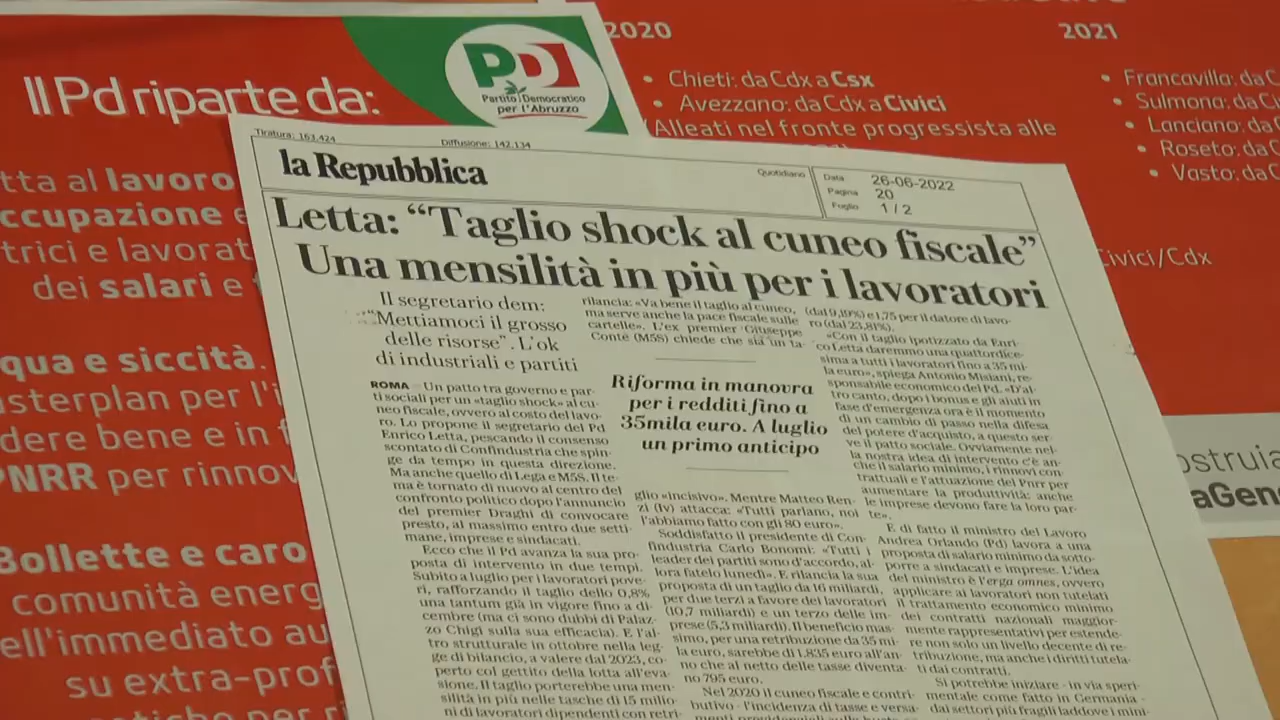 Il Pd riparte da:
PD
Partito Democratico
per l'Abruzzo
tta al lavoro
ccupazione e
trici e lavorat
dei salari e
qua e siccità.
sterplan per l'i
dere bene e in f
PNRR per rinnov
Bollette e caro
comunità energ
ell'immediato au
su extra-prof
2020
2021
• Chieti: da Cdx a Csx
• Avezzano: da Cdx a Civici
(Alleati nel fronte progressista alle
• Francavilla: da C
• Sulmona: da Ci
• Lanciano: da C
• Roseto: da C
• Vasto: da C
Civici/Cdx
ostruia
aGen
Tiratura: 163.424
Diffusione: 142.134
la Repubblica
Quotidiano
Data 26-06-2022
Pagina 20
Foglio 1 / 2
Letta: “Taglio shock al cuneo fiscale”
Una mensilità in più per i lavoratori
Il segretario dem:
“Mettiamoci il grosso
delle risorse”. L'ok
di industriali e partiti
ROMA – Un patto tra governo e par-
ti sociali per un «taglio shock» al cu-
neo fiscale, ovvero al costo del lavo-
ro. Lo propone il segretario del Pd
Enrico Letta, pescando il consenso
scontato di Confindustria che spin-
ge da tempo in questa direzione.
Ma anche quello di Lega e M5S. Il te-
ma è tornato di nuovo al centro del
confronto politico dopo l'annuncio
del premier Draghi di convocare
presto, al massimo entro due setti-
mane, imprese e sindacati.
Ecco che il Pd avanza la sua pro-
posta di intervento in due tempi.
Subito a luglio per i lavoratori pove-
ri, rafforzando il taglio dello 0,8%
una tantum già in vigore fino a di-
cembre (ma ci sono dubbi di Palaz-
zo Chigi sulla sua efficacia). E l'al-
tro strutturale in ottobre nella leg-
ge di bilancio, a valere dal 2023, co-
perto col gettito della lotta all'eva-
sione. Il taglio porterebbe una men-
silità in più nelle tasche di 15 milio-
ni di lavoratori dipendenti con retri-
rilancia: «Va bene il taglio al cuneo,
ma serve anche la pace fiscale sulle
cartelle». L'ex premier Giuseppe
Conte (M5S) chiede che sia un ta-
Riforma in manovra
per i redditi fino a
35mila euro. A luglio
un primo anticipo
glio «incisivo». Mentre Matteo Ren-
zi (Iv) attacca: «Tutti parlano, noi
l'abbiamo fatto con gli 80 euro».
Soddisfatto il presidente di Con-
findustria Carlo Bonomi: «Tutti i
leader dei partiti sono d'accordo, al-
lora fatelo lunedì». E rilancia la sua
proposta di un taglio da 16 miliardi,
per due terzi a favore dei lavoratori
(10,7 miliardi) e un terzo delle im-
prese (5,3 miliardi). Il beneficio mas-
simo, per una retribuzione da 35 mi-
la euro, sarebbe di 1.835 euro all'an-
no che al netto delle tasse diventa-
no 795 euro.
Nel 2020 il cuneo fiscale e contri-
butivo - l'incidenza di tasse e versa-
(dal 9,19%) e 1,75 per il datore di lavo-
ro (dal 23,81%).
«Con il taglio ipotizzato da Enri-
co Letta daremmo una quattordice-
sima a tutti i lavoratori fino a 35 mi-
la euro», spiega Antonio Misiani, re-
sponsabile economico del Pd. «D'al-
tro canto, dopo i bonus e gli aiuti in
fase d'emergenza ora è il momento
di un cambio di passo nella difesa
del potere d'acquisto, a questo ser-
ve il patto sociale. Ovviamente nel-
la nostra idea di intervento c'è an-
che il salario minimo, i rinnovi con-
trattuali e l'attuazione del Pnrr per
aumentare la produttività: anche
le imprese devono fare la loro par-
te».
E di fatto il ministro del Lavoro
Andrea Orlando (Pd) lavora a una
proposta di salario minimo da sotto-
porre a sindacati e imprese. L'idea
del ministro è l'erga omnes, ovvero
applicare ai lavoratori non tutelati
il trattamento economico minimo
dei contratti nazionali maggior-
mente rappresentativi per estende-
re non solo un livello decente di re-
tribuzione, ma anche i diritti tutela-
ti da contratti.
Si potrebbe iniziare - in via speri-
mentale come fatto in Germania -
dai settori più fragili laddove i mini-